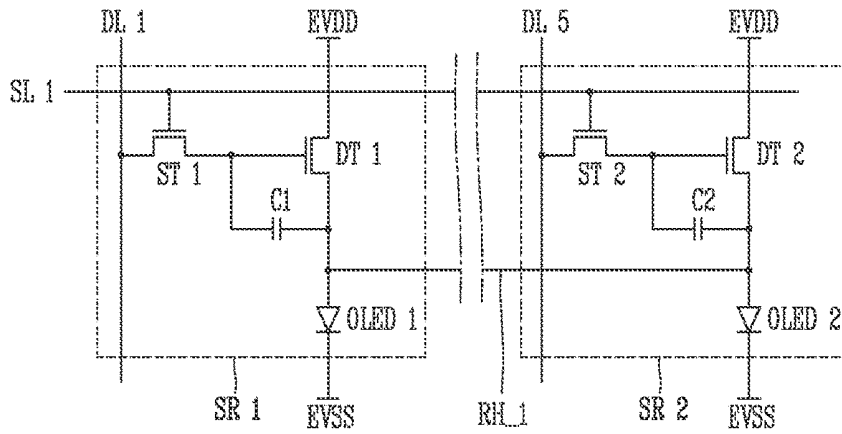 DL 1
EVDD
DL 5
EVDD
SL 1
ST 1
DT 1
ST 2
DT 2
C1
C2
OLED 1
OLED 2
SR 1
EVSS
RH_1
SR 2
EVSS